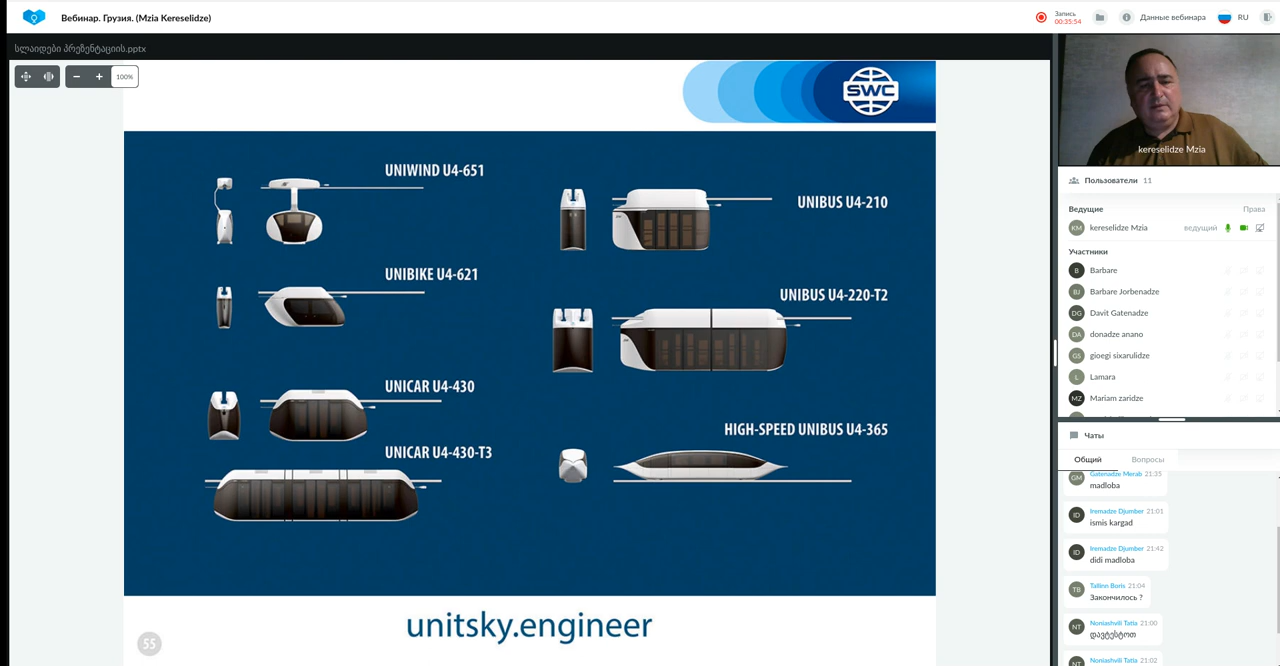 Вебинар. Грузия. (Mzia Kereselidze)
Запись
00:35:54
Данные вебинара
RU
სლაიდები პრეზენტაციის.pptx
100%
SWC
UNIWIND U4-651
UNIBIKE U4-621
UNICAR U4-430
UNICAR U4-430-T3
UNIBUS U4-210
UNIBUS U4-220-T2
HIGH-SPEED UNIBUS U4-365
unitsky.engineer
55
kereselidze Mzia
Пользователи 11
Ведущие Права
KM kereselidze Mzia ведущий
Участники
B Barbare
BJ Barbare Jorbenadze
DG Davit Gatenadze
DA donadze anano
GS gioegi sixarulidze
L Lamara
MZ Mariam zaridze
Чаты
Общий Вопросы
GM Gatenadze Merab 21:35
madloba
ID Iremadze Djumber 21:01
ismis kargad
ID Iremadze Djumber 21:42
didi madloba
TB Tallinn Boris 21:04
Закончилось ?
NT Noniashvili Tatia 21:00
დავტესტოთ
NT Noniashvili Tatia 21:02